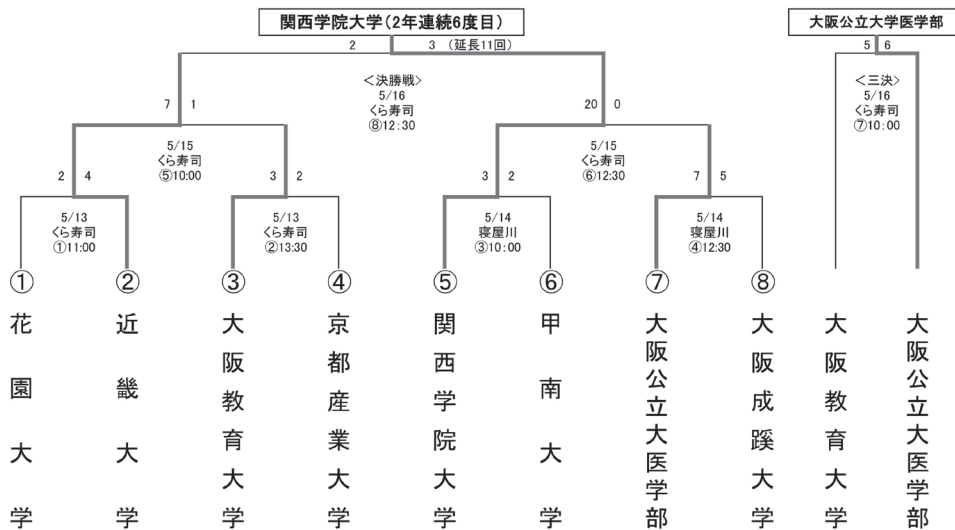 関西学院大学（2年連続6度目）
大阪公立大学医学部
2 3 （延長11回）
5 6
＜決勝戦＞
5/16
くら寿司
⑧12:30
＜三決＞
5/16
くら寿司
⑦10:00
7 1
20 0
5/15
くら寿司
⑤10:00
5/15
くら寿司
⑥12:30
2 4
3 2
3 2
7 5
5/13
くら寿司
①11:00
5/13
くら寿司
②13:30
5/14
寝屋川
③10:00
5/14
寝屋川
④12:30
①
花園大学
②
近畿大学
③
大阪教育大学
④
京都産業大学
⑤
関西学院大学
⑥
甲南大学
⑦
大阪公立大医学部
⑧
大阪成蹊大学
大阪教育大学
大阪公立大医学部